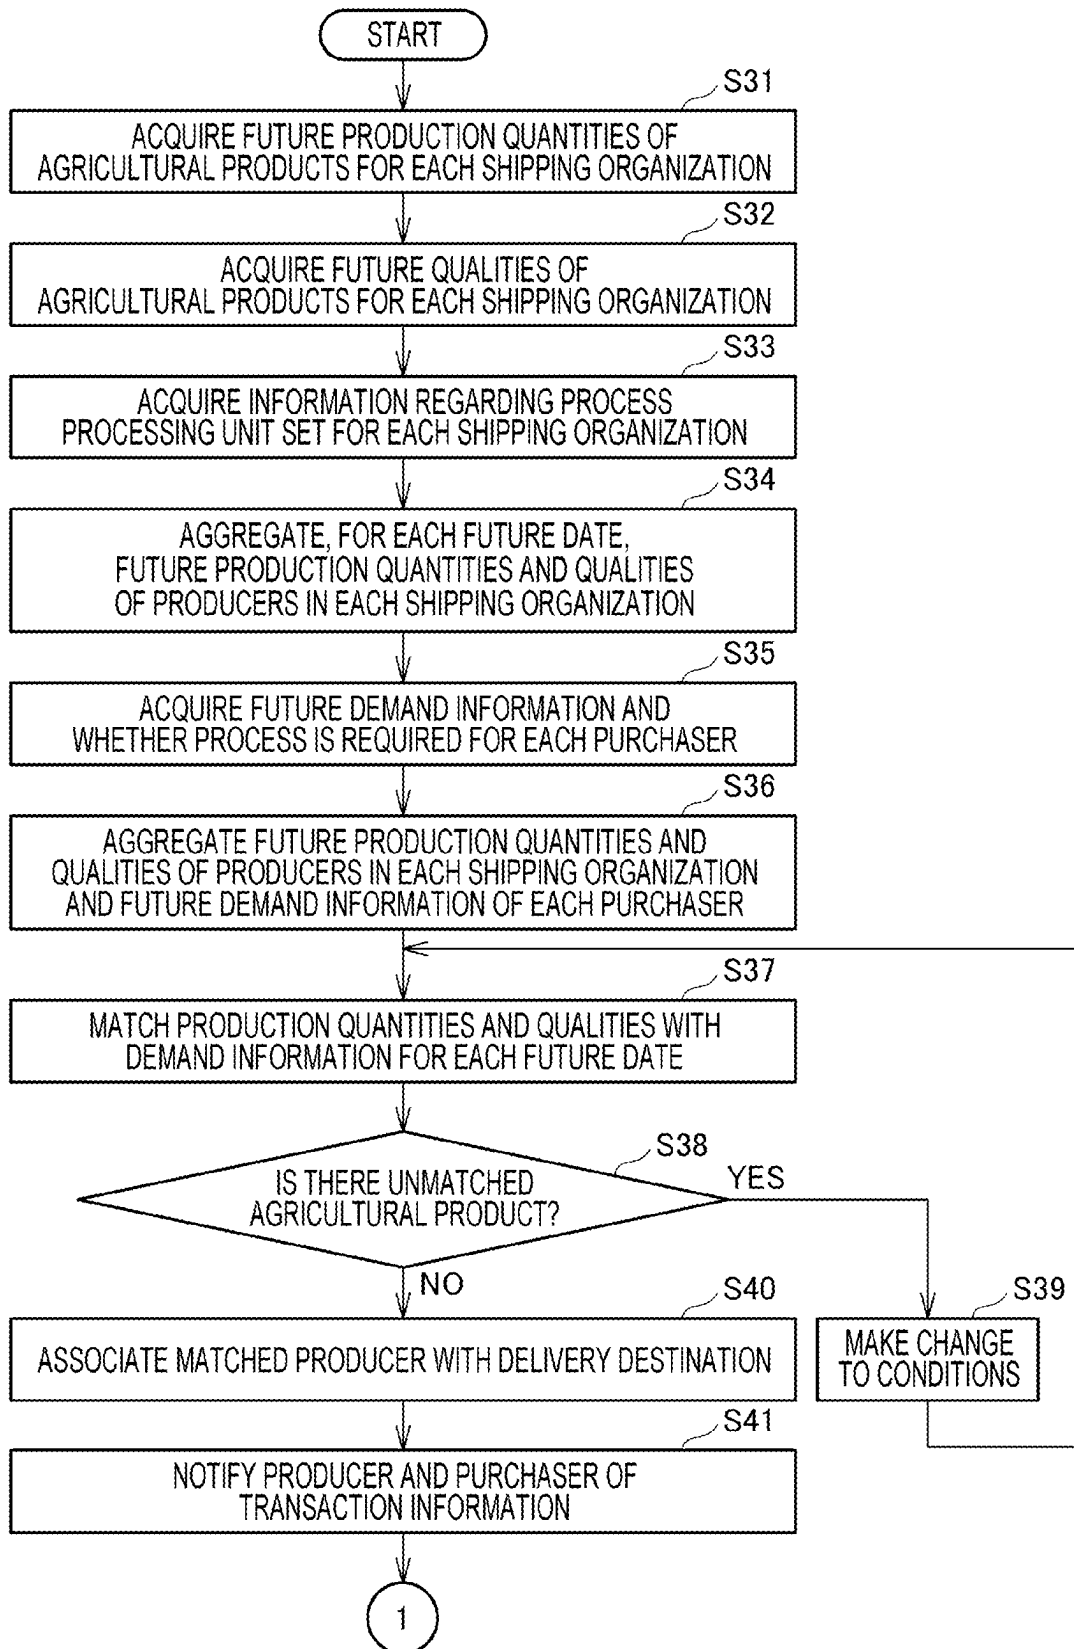 START
S31
ACQUIRE FUTURE PRODUCTION QUANTITIES OF
AGRICULTURAL PRODUCTS FOR EACH SHIPPING ORGANIZATION
S32
ACQUIRE FUTURE QUALITIES OF
AGRICULTURAL PRODUCTS FOR EACH SHIPPING ORGANIZATION
S33
ACQUIRE INFORMATION REGARDING PROCESS
PROCESSING UNIT SET FOR EACH SHIPPING ORGANIZATION
S34
AGGREGATE, FOR EACH FUTURE DATE,
FUTURE PRODUCTION QUANTITIES AND QUALITIES
OF PRODUCERS IN EACH SHIPPING ORGANIZATION
S35
ACQUIRE FUTURE DEMAND INFORMATION AND
WHETHER PROCESS IS REQUIRED FOR EACH PURCHASER
S36
AGGREGATE FUTURE PRODUCTION QUANTITIES AND
QUALITIES OF PRODUCERS IN EACH SHIPPING ORGANIZATION
AND FUTURE DEMAND INFORMATION OF EACH PURCHASER
S37
MATCH PRODUCTION QUANTITIES AND QUALITIES WITH
DEMAND INFORMATION FOR EACH FUTURE DATE
S38
IS THERE UNMATCHED
AGRICULTURAL PRODUCT?
YES
NO
S39
MAKE CHANGE
TO CONDITIONS
S40
ASSOCIATE MATCHED PRODUCER WITH DELIVERY DESTINATION
S41
NOTIFY PRODUCER AND PURCHASER OF
TRANSACTION INFORMATION
1